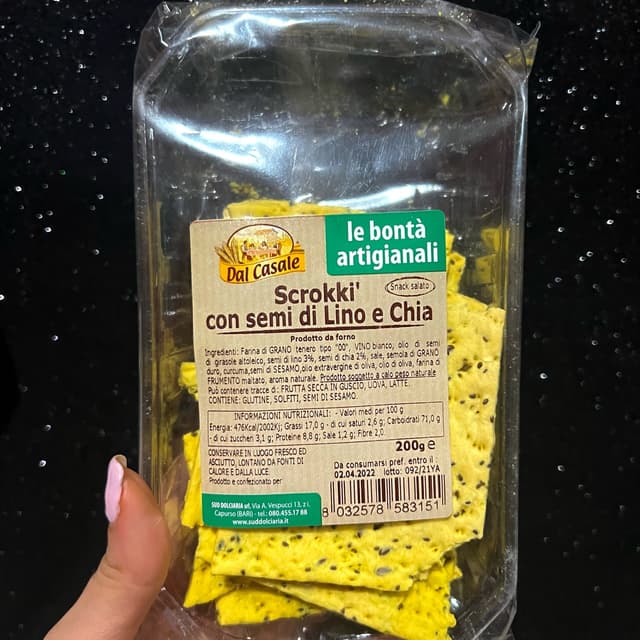 Dal Casale
le bontà
artigianali
Scrokki'
Snack salato
con semi di Lino e Chia
Prodotto da forno
Ingredienti: Farina di GRANO tenero tipo "00", VINO bianco, olio di semi
di girasole altoleico, semi di lino 3%, semi di chia 2%, sale, semola di GRANO
duro, curcuma,semi di SESAMO,olio extravergine di oliva, olio di oliva, farina di
FRUMENTO maltato, aroma naturale. Prodotto soggetto a calo peso naturale
Può contenere tracce di: FRUTTA SECCA IN GUSCIO, UOVA, LATTE.
CONTIENE: GLUTINE, SOLFITI, SEMI DI SESAMO.
INFORMAZIONI NUTRIZIONALI: - Valori medi per 100 g
Energia: 476Kcal/2002Kj; Grassi 17,0 g - di cui saturi 2,6 g; Carboidrati 71,0 g
- di cui zuccheri 3,1 g; Proteine 8,8 g; Sale 1,2 g; Fibre 2,0
200g e
CONSERVARE IN LUOGO FRESCO ED
ASCIUTTO, LONTANO DA FONTI DI
CALORE E DALLA LUCE.
Prodotto e confezionato per:
Da consumarsi pref. entro il :
02.04.2022 lotto: 092/21YA
SUD DOLCIARIA srl, Via A. Vespucci 13, z.i.
Capurso (BARI) - tel.: 080.455.17 88
www.suddolciaria.it
8 032578 583151